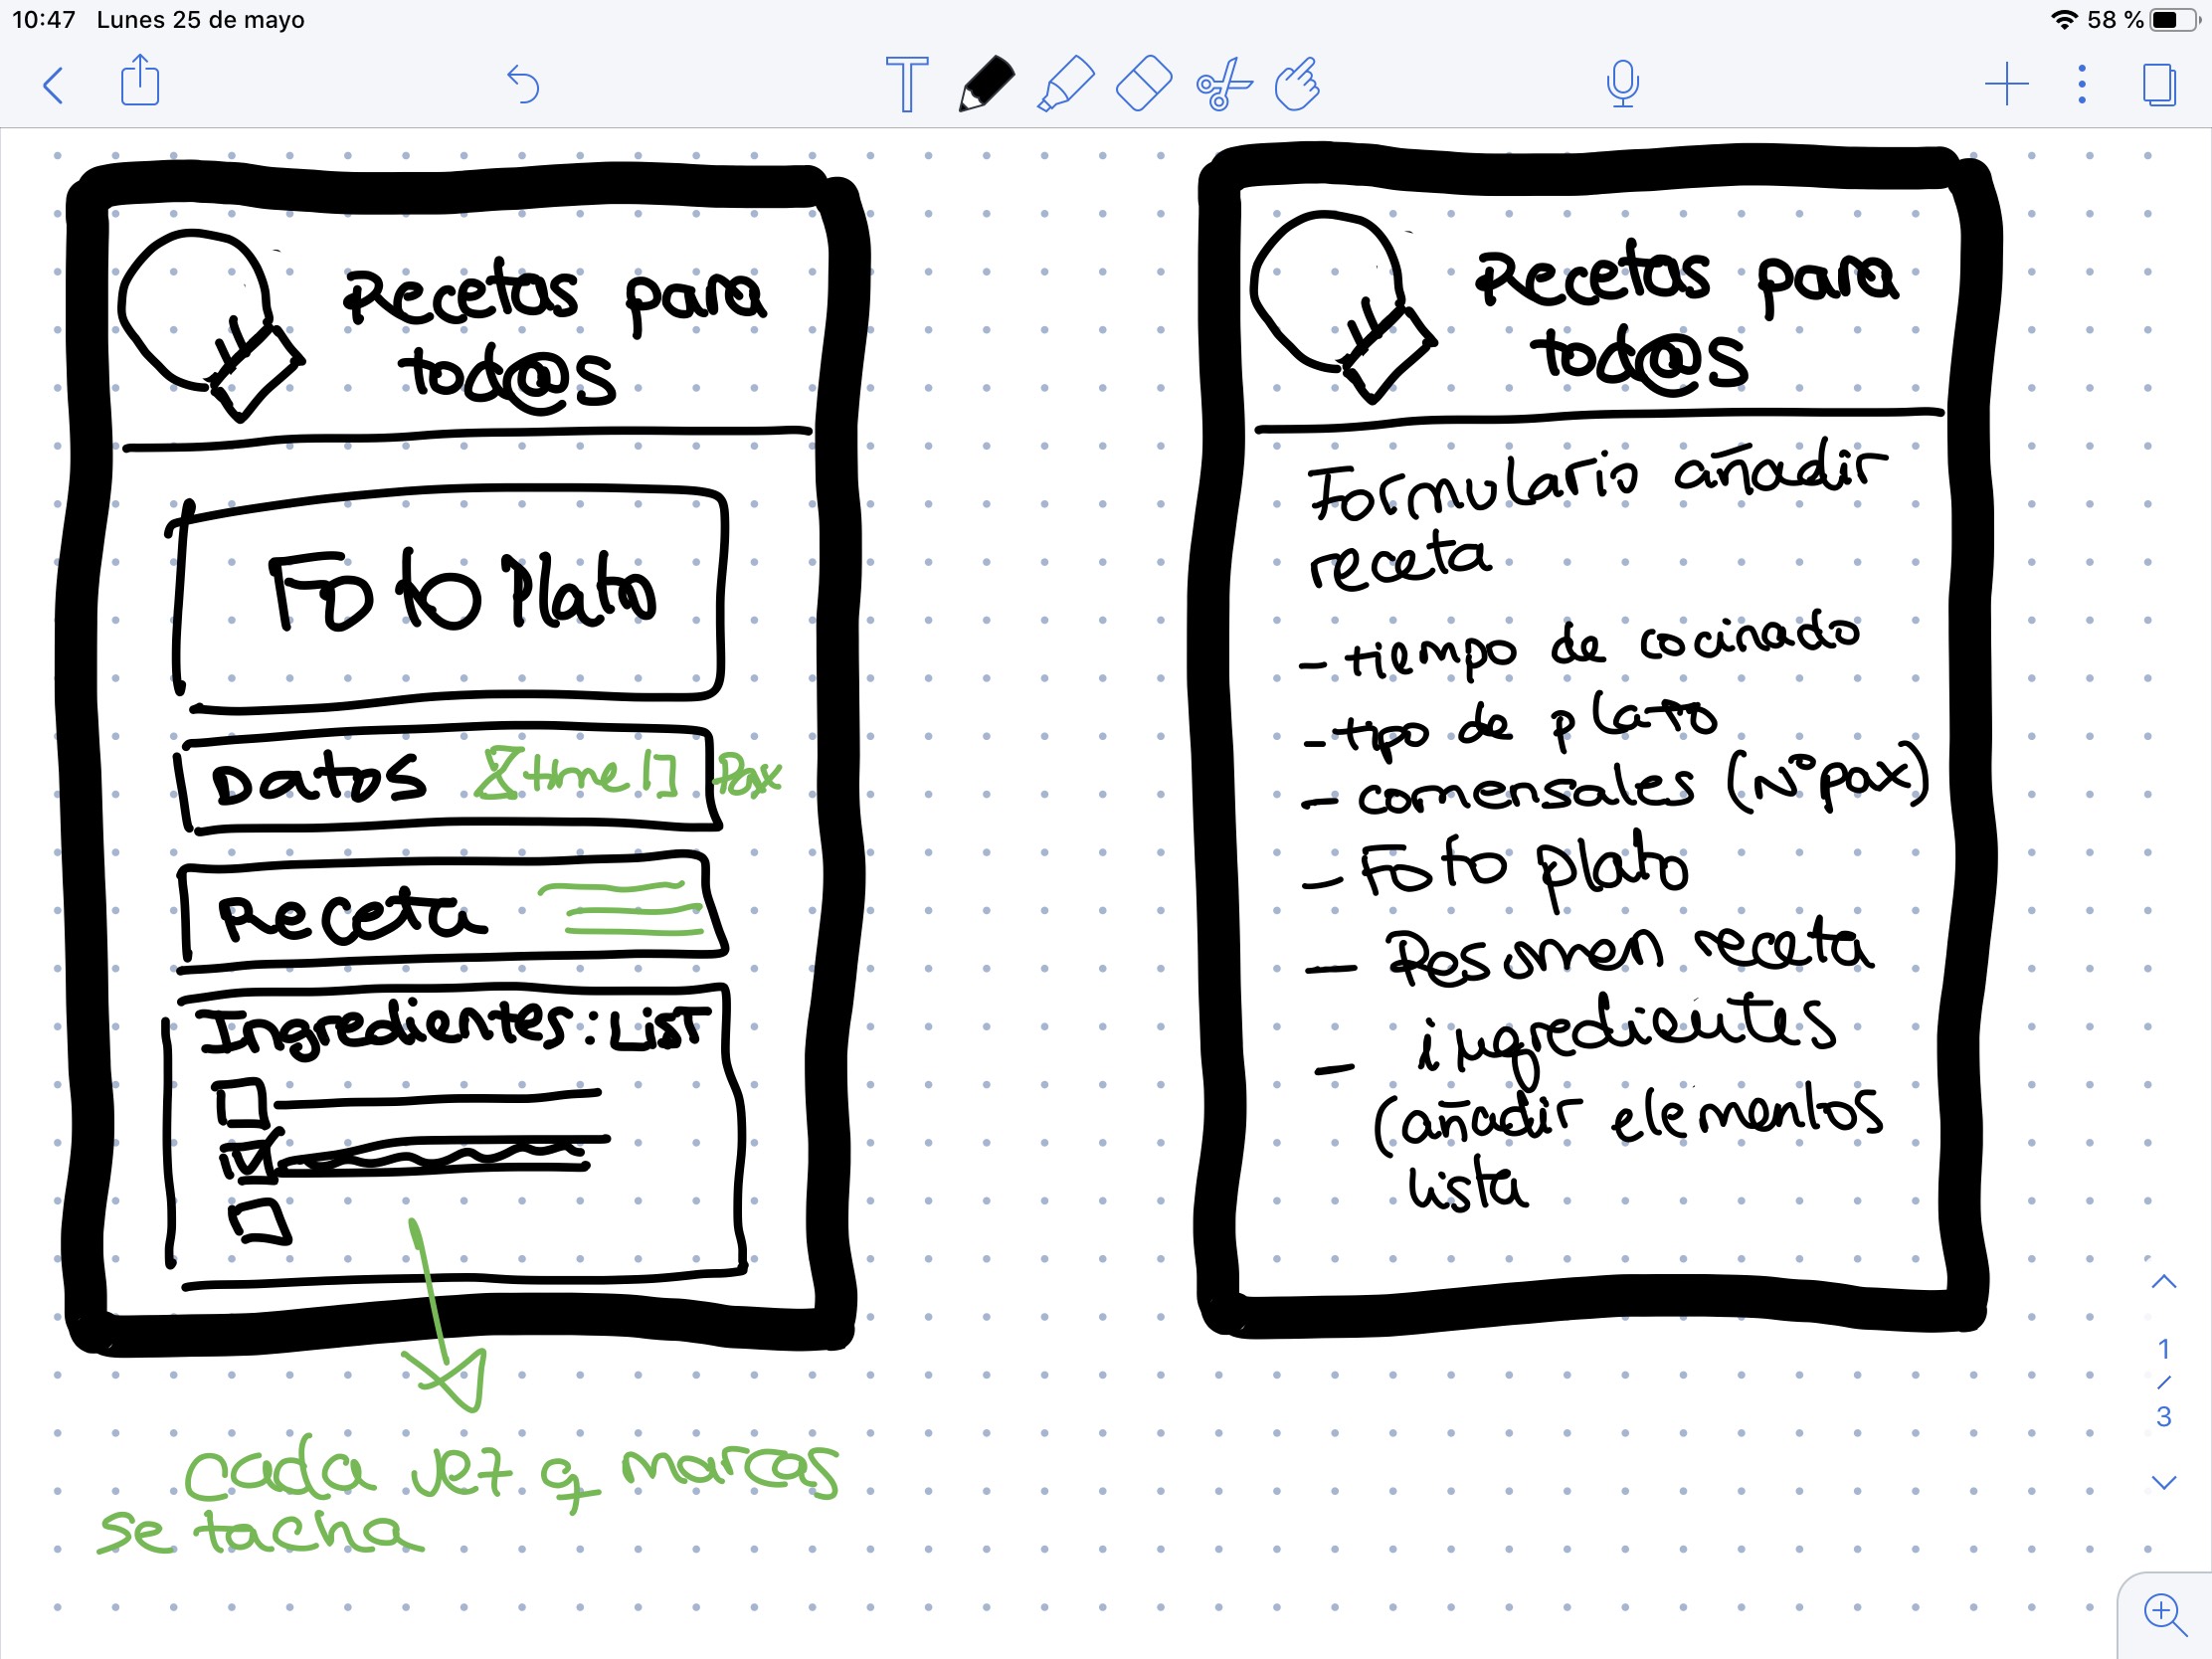 10:47 Lunes 25 de mayo
58 %
Recetas para
tod@s
Foto Plato
Datos time Pax
Receta
Ingredientes: LIST
cada vez q marcas
se tacha
Recetas para
tod@s
Formulario añadir
receta
- tiempo de cocinado
- tipo de plato
- comensales (Nº pax)
- Foto plato
- Resumen receta
- ingredientes
(añadir elementos
lista
1
/
3